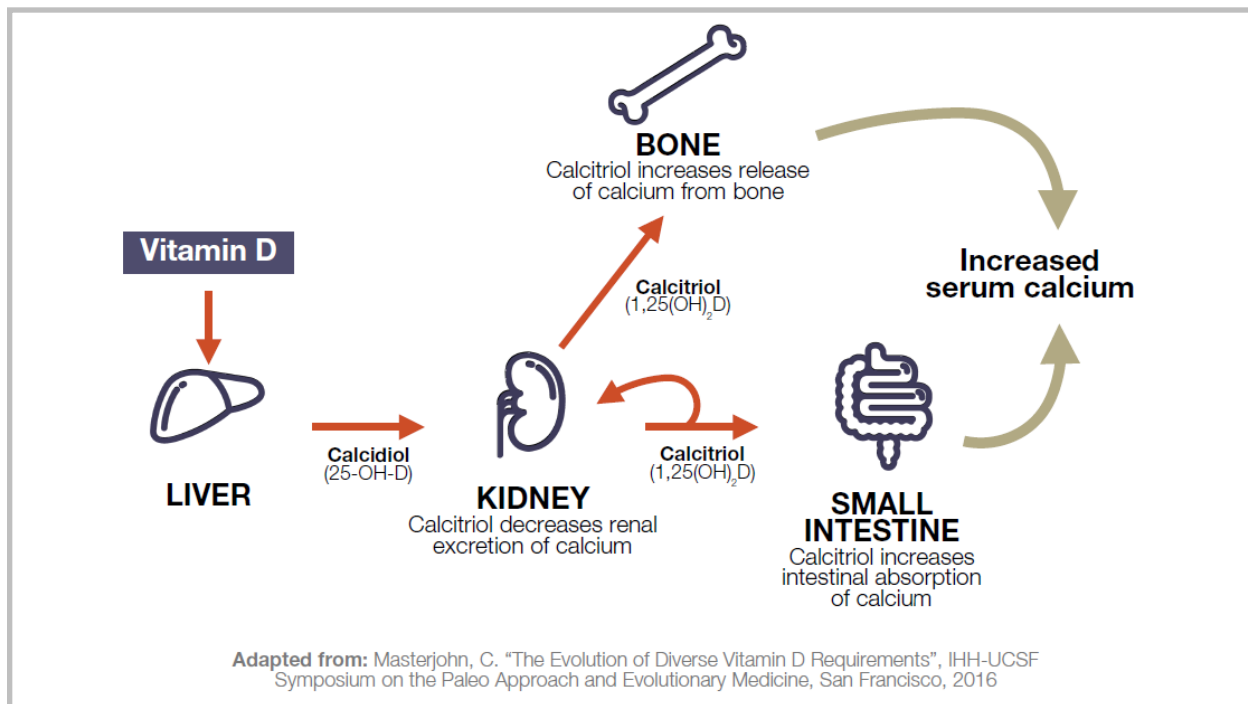 BONE
Calcitriol increases release
of calcium from bone
Vitamin D
Increased
serum calcium
Calcitriol
(1,25(OH)₂D)
Calcidiol
(25-OH-D)
Calcitriol
(1,25(OH)₂D)
LIVER
KIDNEY
Calcitriol decreases renal
excretion of calcium
SMALL
INTESTINE
Calcitriol increases
intestinal absorption
of calcium
Adapted from: Masterjohn, C. “The Evolution of Diverse Vitamin D Requirements”, IHH-UCSF
Symposium on the Paleo Approach and Evolutionary Medicine, San Francisco, 2016